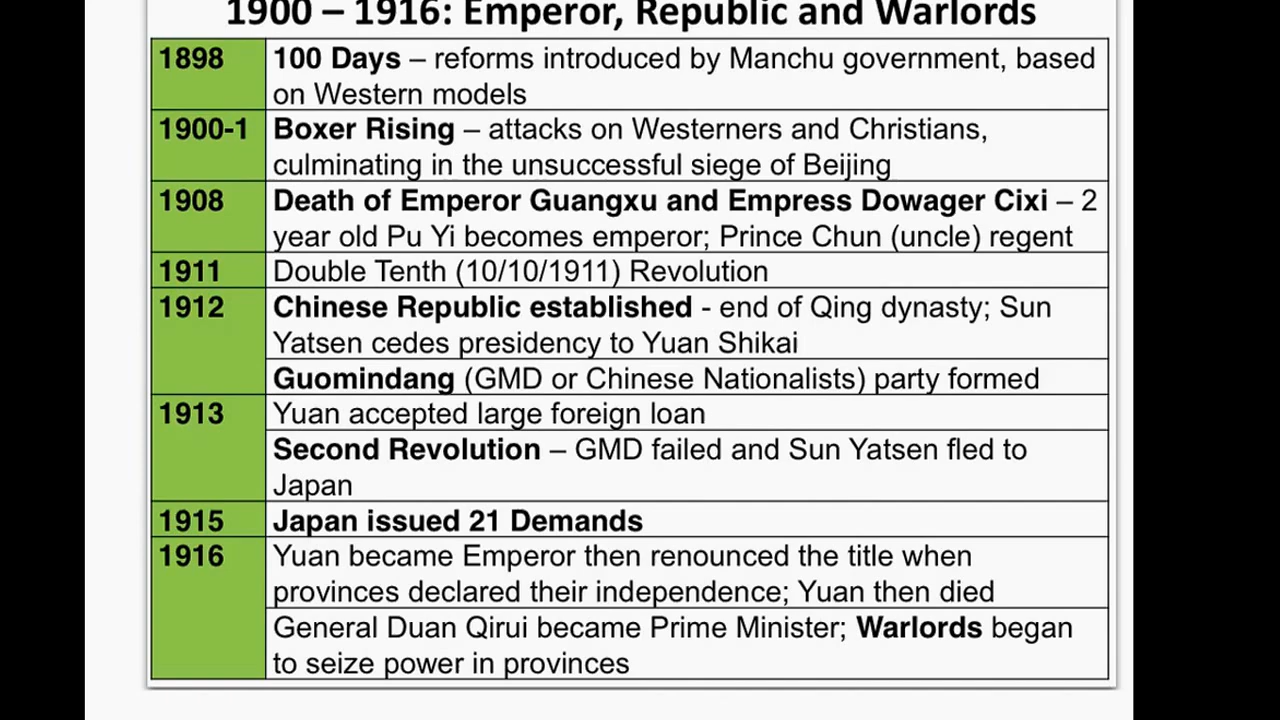 1900 – 1916: Emperor, Republic and Warlords
1898
100 Days – reforms introduced by Manchu government, based
on Western models
1900-1
Boxer Rising – attacks on Westerners and Christians,
culminating in the unsuccessful siege of Beijing
1908
Death of Emperor Guangxu and Empress Dowager Cixi – 2
year old Pu Yi becomes emperor; Prince Chun (uncle) regent
1911
Double Tenth (10/10/1911) Revolution
1912
Chinese Republic established - end of Qing dynasty; Sun
Yatsen cedes presidency to Yuan Shikai
Guomindang (GMD or Chinese Nationalists) party formed
1913
Yuan accepted large foreign loan
Second Revolution – GMD failed and Sun Yatsen fled to
Japan
1915
Japan issued 21 Demands
1916
Yuan became Emperor then renounced the title when
provinces declared their independence; Yuan then died
General Duan Qirui became Prime Minister; Warlords began
to seize power in provinces